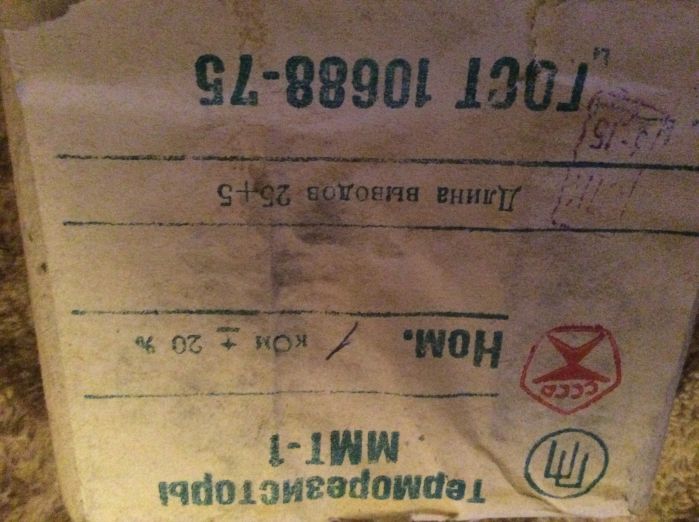 Терморезисторы
ММТ-1
СССР
Ном. 1 кОм ± 20 %
Длина выводов 25+5
ГОСТ 10688-75